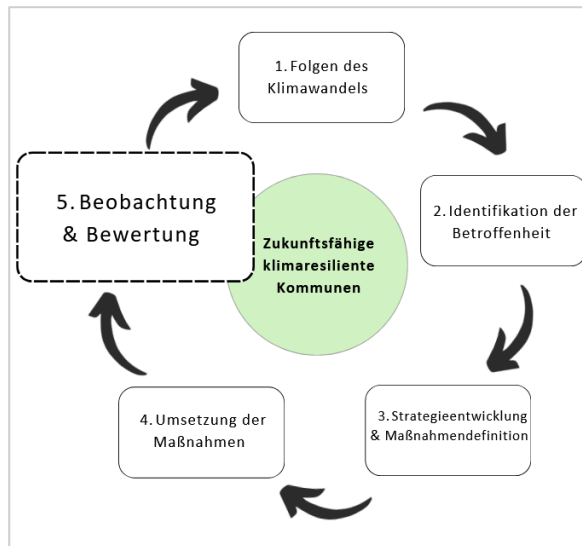 1. Folgen des
Klimawandels
2. Identifikation der
Betroffenheit
3. Strategieentwicklung
& Maßnahmendefinition
4. Umsetzung der
Maßnahmen
5. Beobachtung
& Bewertung
Zukunftsfähige
klimaresiliente
Kommunen